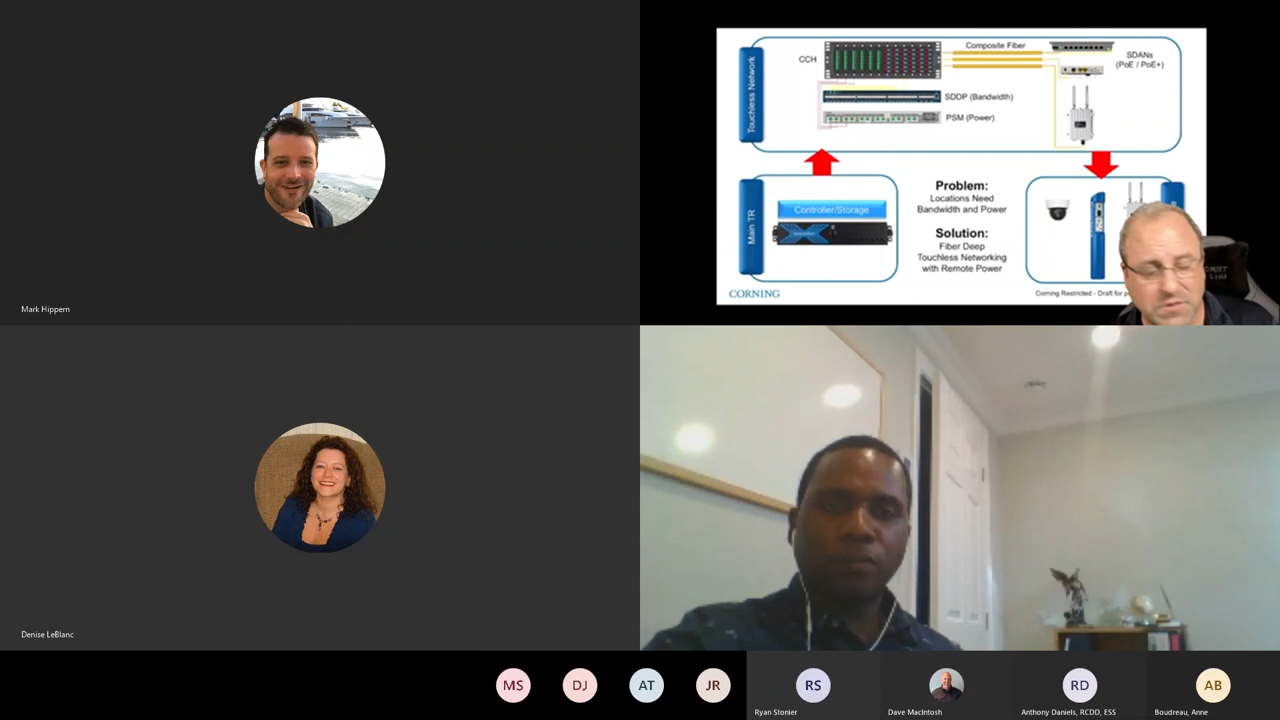 Touchless Network
CCH
Composite Fiber
SDANs
(PoE / PoE+)
SDDP (Bandwidth)
PSM (Power)
Main TR
Controller/Storage
Problem:
Locations Need
Bandwidth and Power
Solution:
Fiber Deep
Touchless Networking
with Remote Power
CORNING
Corning Restricted - Draft for
Mark Hippern
Denise LeBlanc
MS
DJ
AT
JR
RS
Ryan Stonier
Dave MacIntosh
RD
Anthony Daniels, RCDD, ESS
AB
Boudreau, Anne